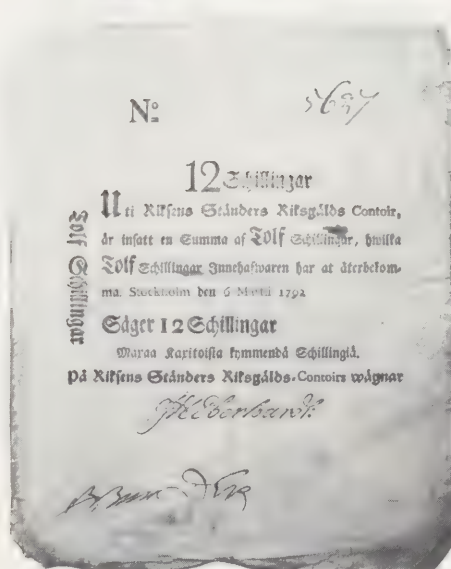 No
12 Schillingar
Uti Riksens Ständers Riksgälds Contoir,
är insatt en Summa af Tolf Schillingar, hwilka
Tolf Schillingar Innehafwaren har at återbekom-
ma. Stockholm den 6 1792
Säger 12 Schillingar
Maxaa Kaxitoista kymmendä Schillingiä.
På Riksens Ständers Riksgälds-Contoirs wägnar
Tolf Schillingar